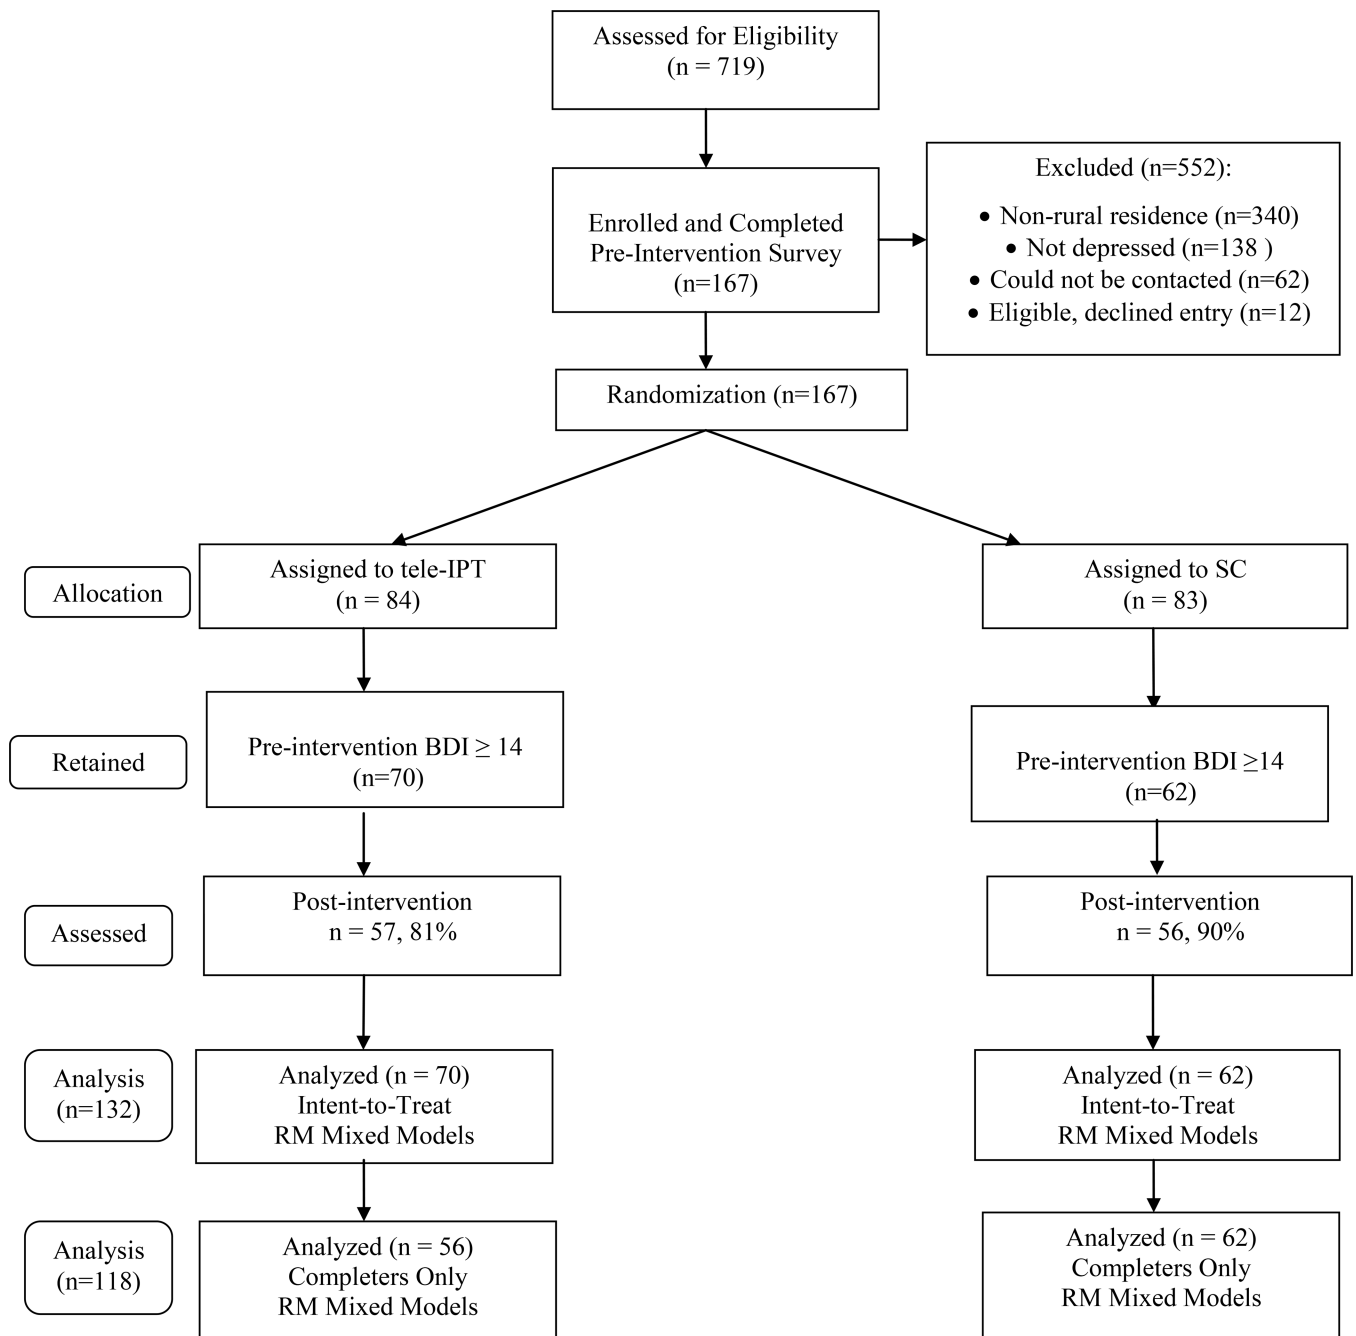 Assessed for Eligibility
(n = 719)
Enrolled and Completed
Pre-Intervention Survey
(n=167)
Excluded (n=552):
• Non-rural residence (n=340)
• Not depressed (n=138 )
• Could not be contacted (n=62)
• Eligible, declined entry (n=12)
Randomization (n=167)
Allocation
Assigned to tele-IPT
(n = 84)
Assigned to SC
(n = 83)
Retained
Pre-intervention BDI ≥ 14
(n=70)
Pre-intervention BDI ≥14
(n=62)
Assessed
Post-intervention
n = 57, 81%
Post-intervention
n = 56, 90%
Analysis
(n=132)
Analyzed (n = 70)
Intent-to-Treat
RM Mixed Models
Analyzed (n = 62)
Intent-to-Treat
RM Mixed Models
Analysis
(n=118)
Analyzed (n = 56)
Completers Only
RM Mixed Models
Analyzed (n = 62)
Completers Only
RM Mixed Models